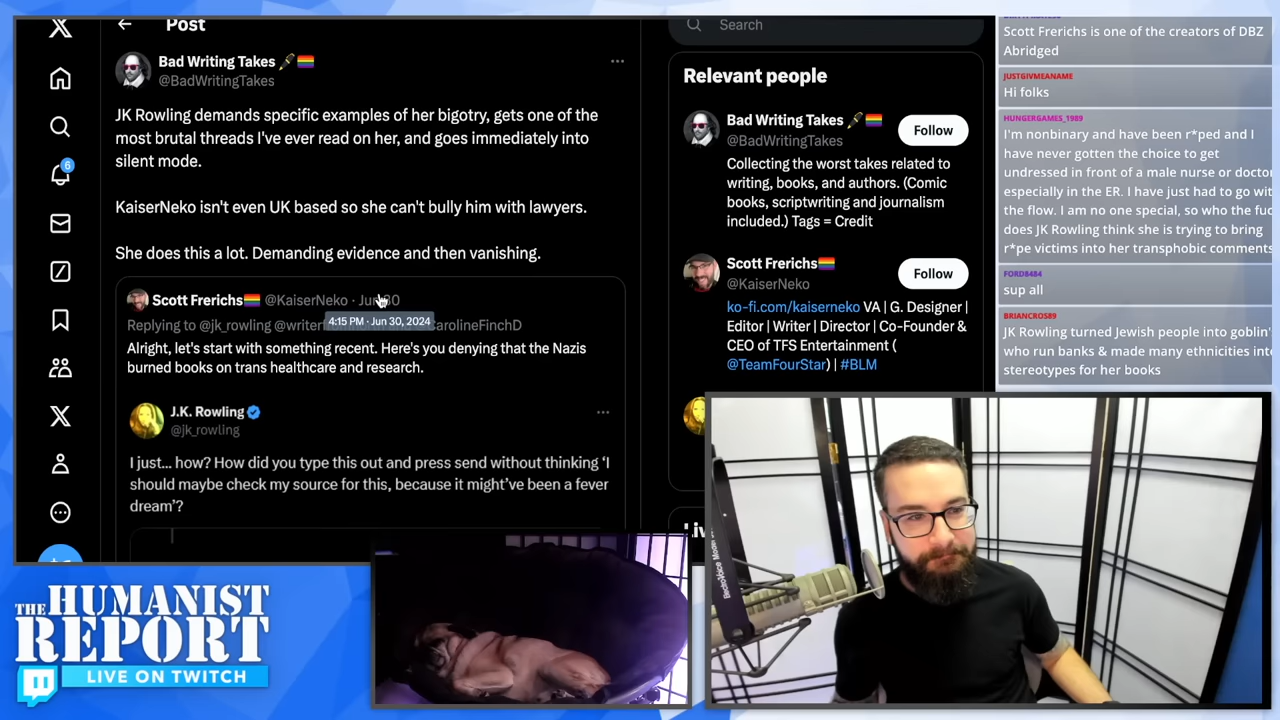 Post
Bad Writing Takes
@BadWritingTakes
JK Rowling demands specific examples of her bigotry, gets one of the
most brutal threads I've ever read on her, and goes immediately into
silent mode.
KaiserNeko isn't even UK based so she can't bully him with lawyers.
She does this a lot. Demanding evidence and then vanishing.
Scott Frerichs @KaiserNeko · Jun 30
4:15 PM · Jun 30, 2024
Replying to @jk_rowling CarolineFinchD
Alright, let's start with something recent. Here's you denying that the Nazis
burned books on trans healthcare and research.
J.K. Rowling
@jk_rowling
I just... how? How did you type this out and press send without thinking ‘I
should maybe check my source for this, because it might’ve been a fever
dream’?
6
Search
Relevant people
Bad Writing Takes
@BadWritingTakes
Follow
Collecting the worst takes related to
writing, books, and authors. (Comic
books, scriptwriting and journalism
included.) Tags = Credit
Scott Frerichs
@KaiserNeko
Follow
ko-fi.com/kaiserneko VA | G. Designer |
Editor | Writer | Director | Co-Founder &
CEO of TFS Entertainment (
@TeamFourStar) | #BLM
Scott Frerichs is one of the creators of DBZ
Abridged
JUSTGIVMEANAME
Hi folks
HUNGERGAMES_1989
I'm nonbinary and have been r*ped and I
have never gotten the choice to get
undressed in front of a male nurse or doctor
especially in the ER. I have just had to go wit
the flow. I am no one special, so who the fuc
does JK Rowling think she is trying to bring
r*pe victims into her transphobic comments
FORD8484
sup all
BRIANCROS89
JK Rowling turned Jewish people into goblin'
who run banks & made many ethnicities into
stereotypes for her books
THE
HUMANIST
REPORT
LIVE ON TWITCH